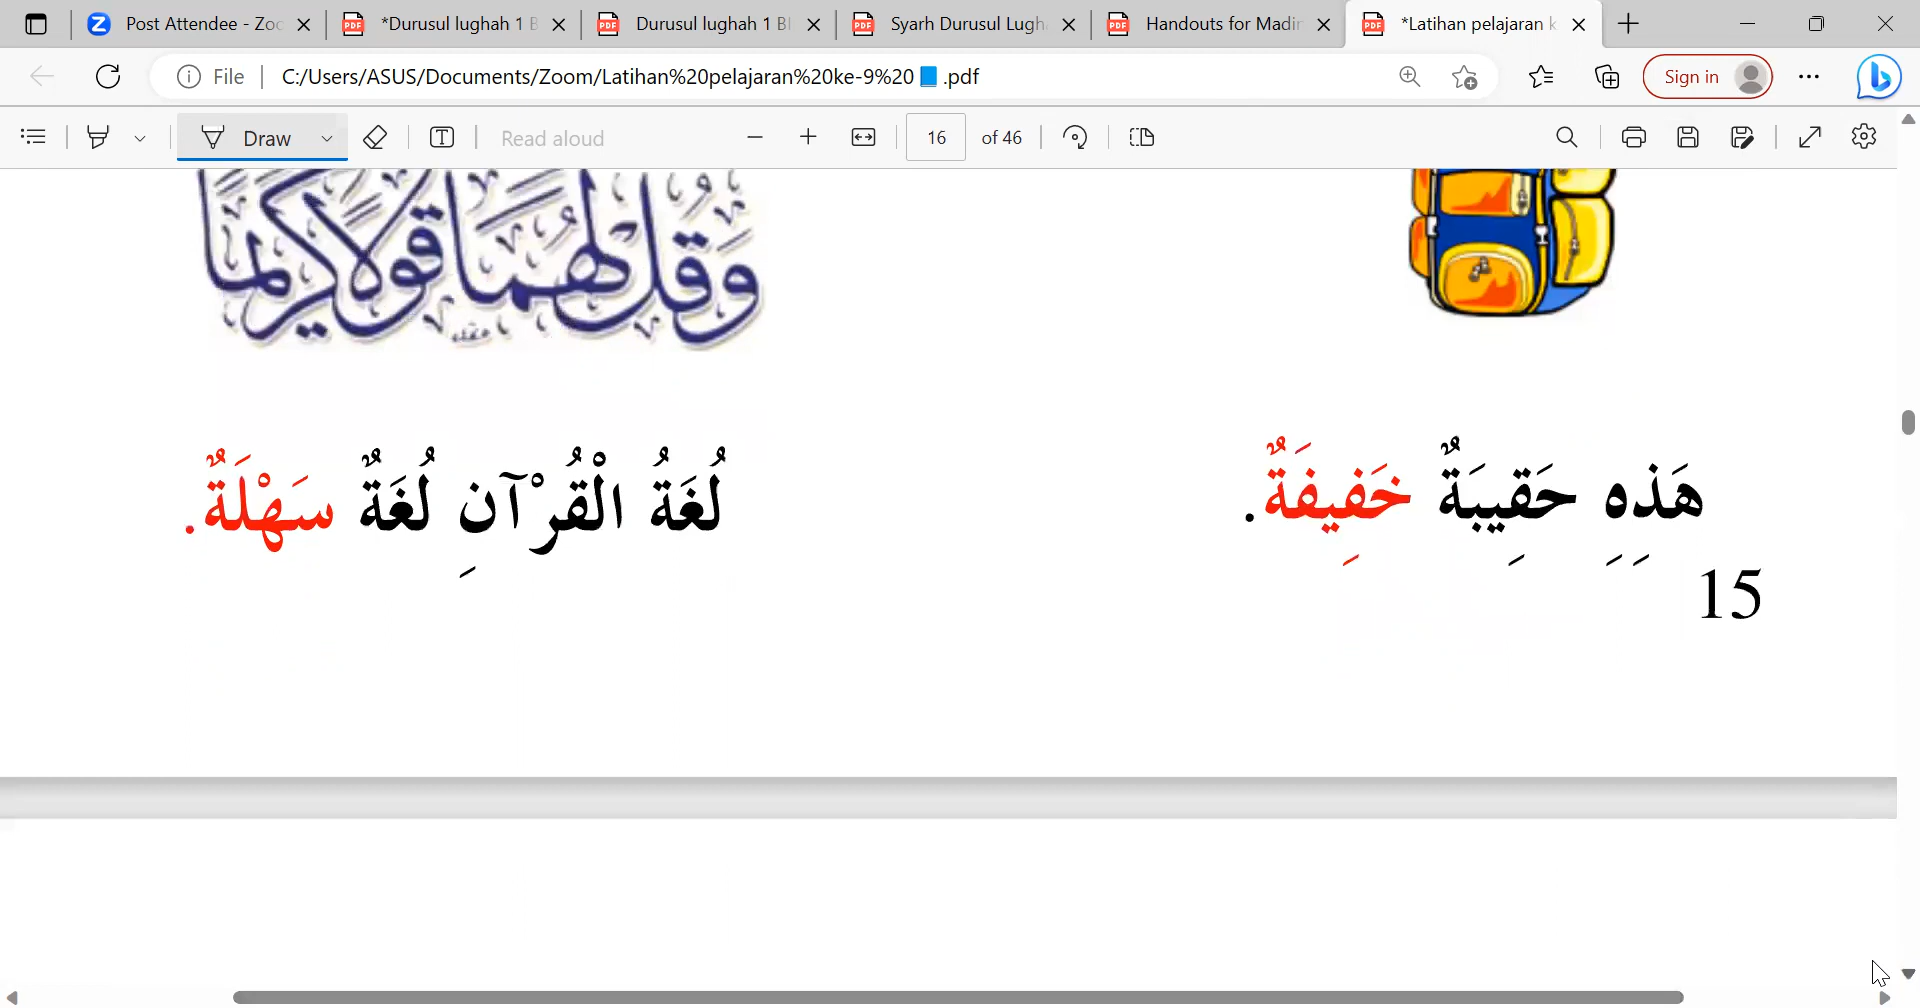 Post Attendee - Zoo
*Durusul lughah 1 B
Durusul lughah 1 Bl
Syarh Durusul Lugh
Handouts for Madin
*Latihan pelajaran k
File
C:/Users/ASUS/Documents/Zoom/Latihan%20pelajaran%20ke-9%20📘.pdf
Sign in
Draw
Read aloud
16 of 46
وَقُل لَّهُمَا قَوْلًا كَرِيمًا
هَذِهِ حَقِيبَةٌ خَفِيفَةٌ.
لُغَةُ الْقُرْآنِ لُغَةٌ سَهْلَةٌ.
15